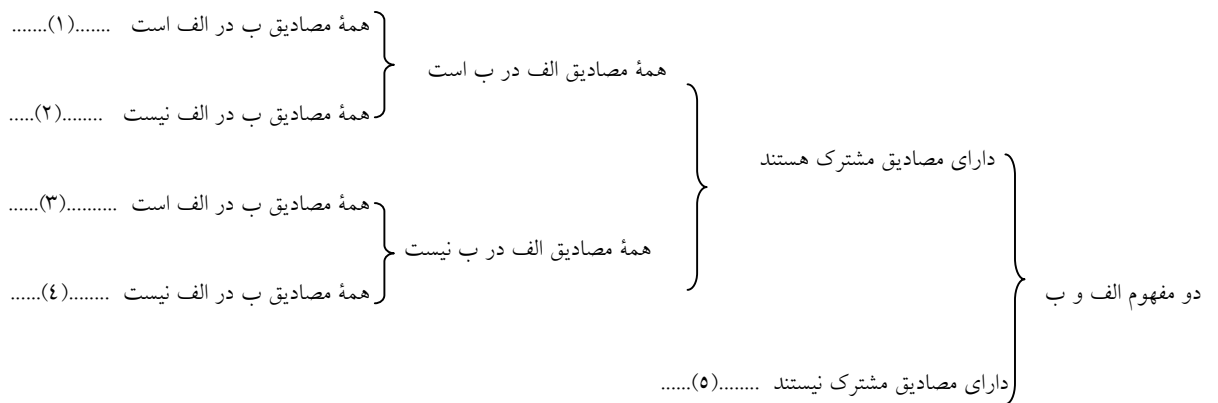 همهٔ مصادیق ب در الف است .......(۱).......
همهٔ مصادیق الف در ب است
همهٔ مصادیق ب در الف نیست ........(۲).....
دارای مصادیق مشترک هستند
همهٔ مصادیق ب در الف است ..........(۳)......
همهٔ مصادیق الف در ب نیست
دو مفهوم الف و ب
همهٔ مصادیق ب در الف نیست ........(٤)......
دارای مصادیق مشترک نیستند ........(٥)......